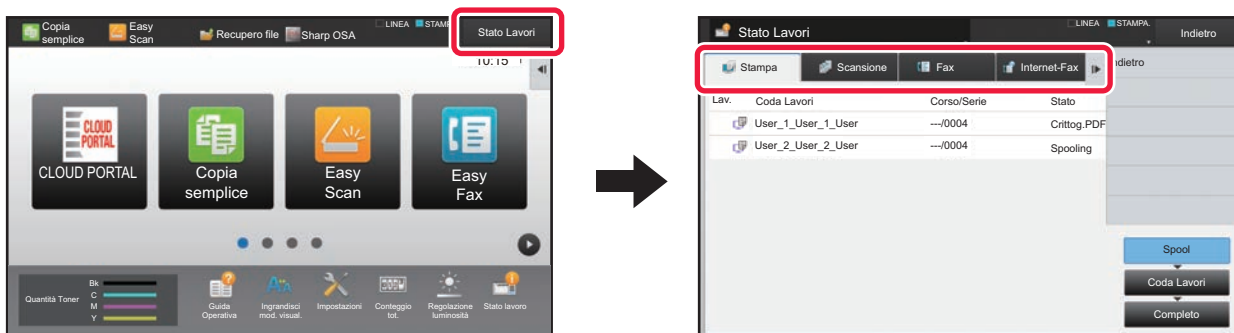 Copia semplice
Easy Scan
Recupero file
Sharp OSA
LINEA
Stato Lavori
10:15
CLOUD PORTAL
CLOUD PORTAL
Copia semplice
Easy Scan
Easy Fax
Quantità Toner
Bk
C
M
Y
Guida Operativa
Ingrandisci mod. visual.
Impostazioni
Conteggio tot.
Regolazione luminosità
Stato lavoro
Stato Lavori
LINEA
STAMPA.
Indietro
Stampa
Scansione
Fax
Internet-Fax
Lav.
Coda Lavori
Corso/Serie
Stato
User_1_User_1_User
---/0004
Crittog.PDF
User_2_User_2_User
---/0004
Spooling
Spool
Coda Lavori
Completo